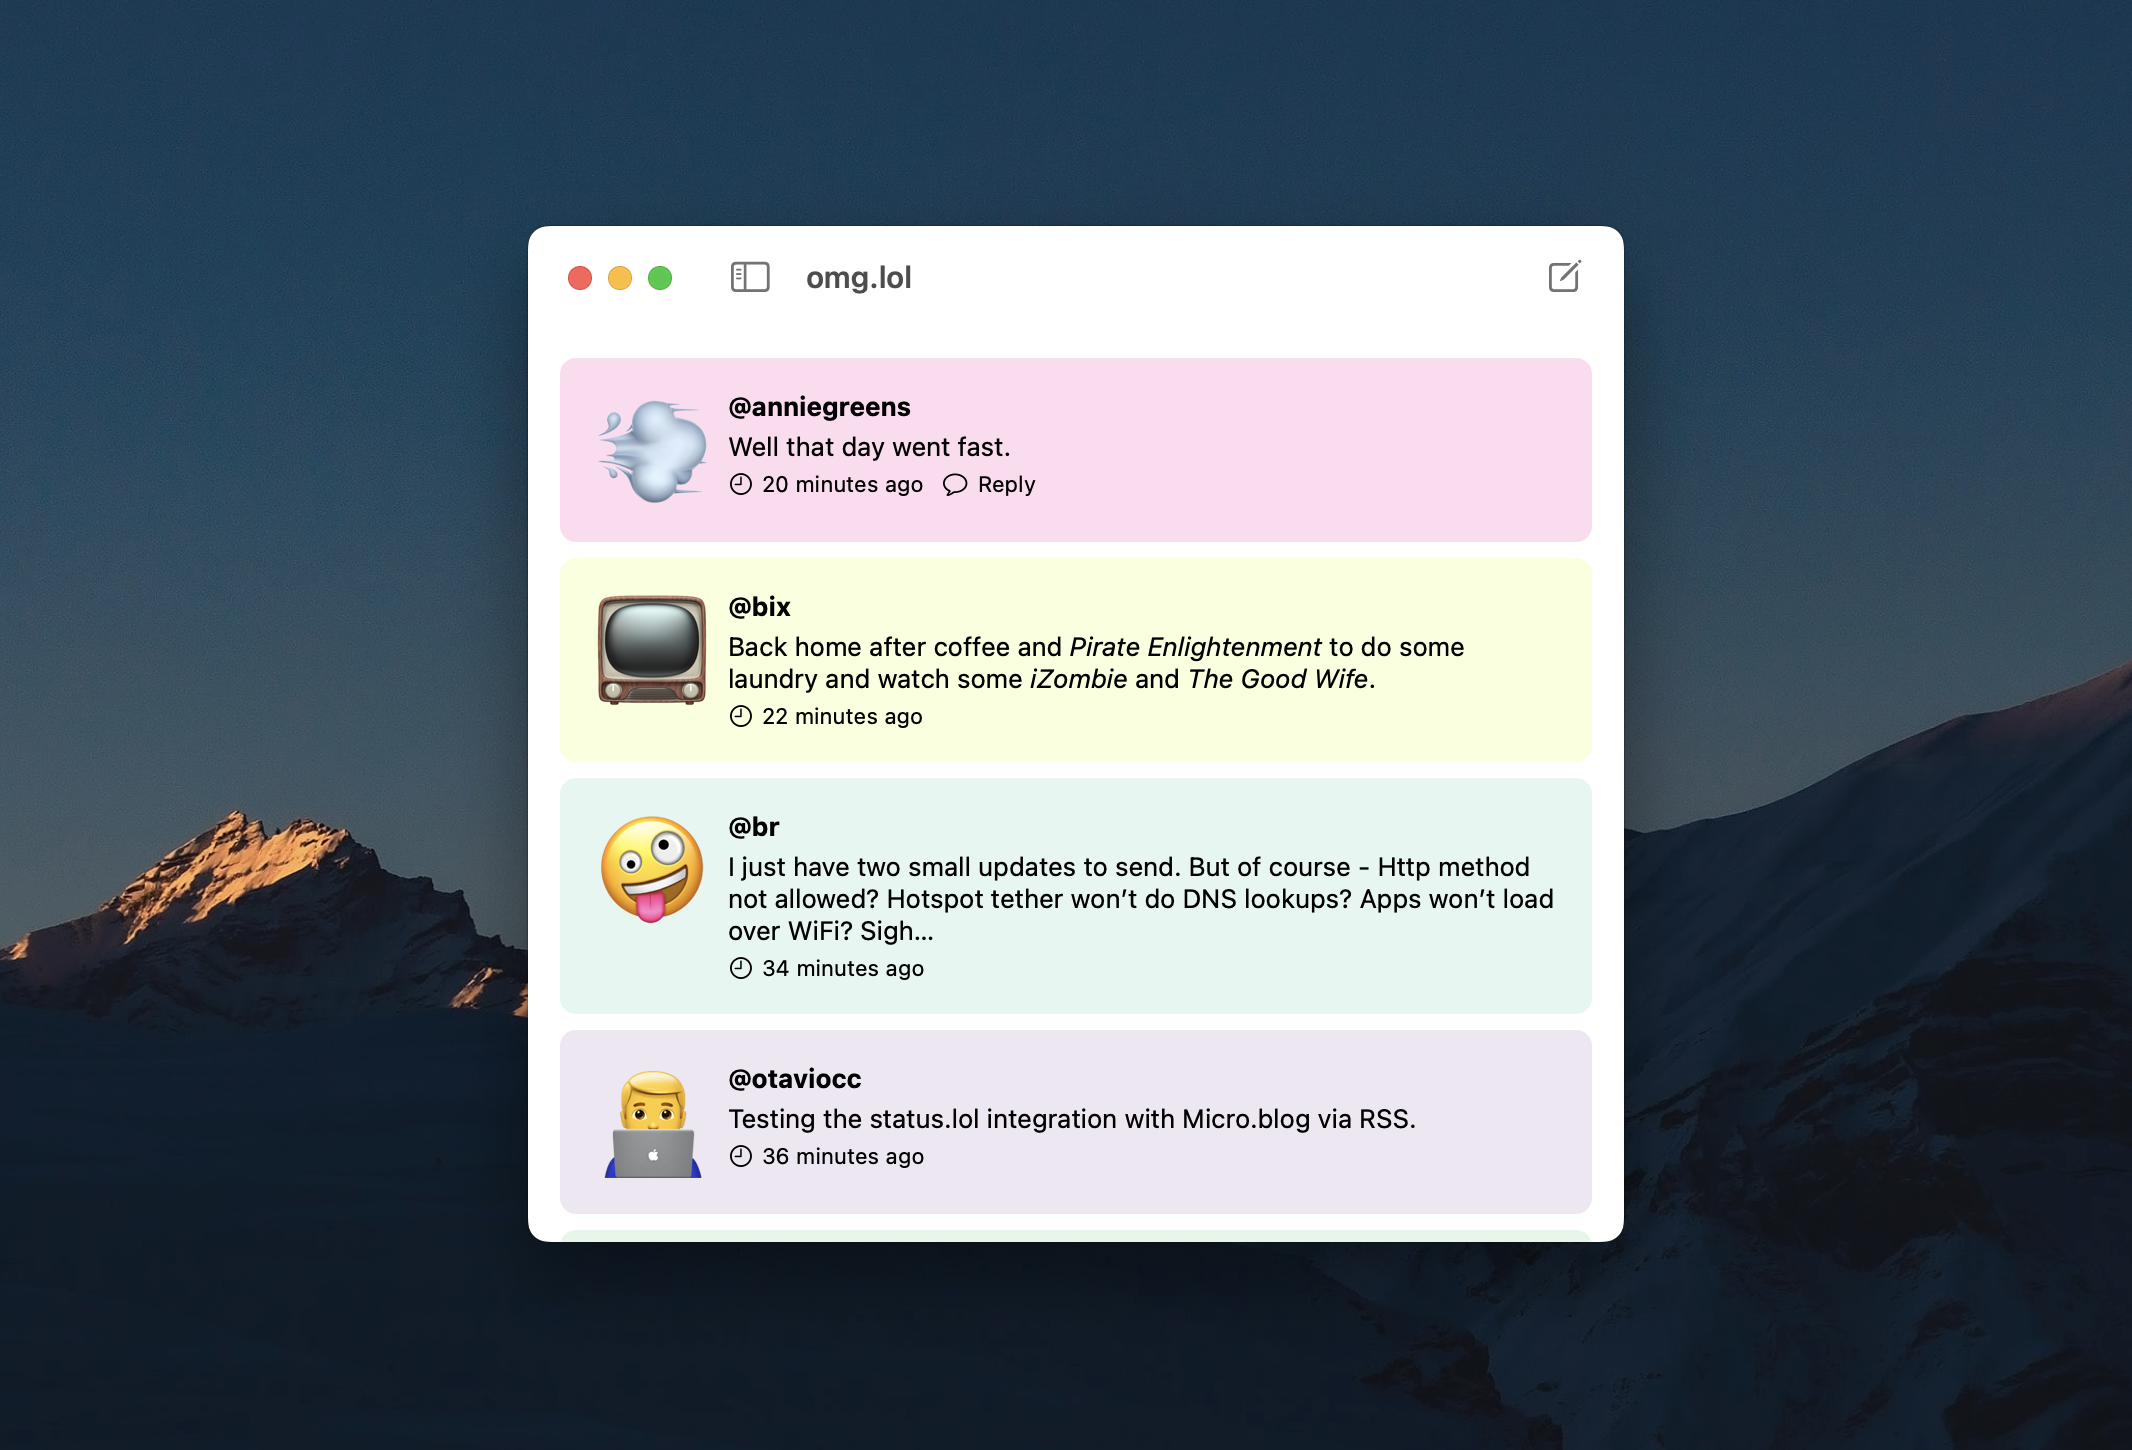 omg.lol
@anniegreens
Well that day went fast.
20 minutes ago Reply
@bix
Back home after coffee and Pirate Enlightenment to do some
laundry and watch some iZombie and The Good Wife.
22 minutes ago
@br
I just have two small updates to send. But of course - Http method
not allowed? Hotspot tether won’t do DNS lookups? Apps won’t load
over WiFi? Sigh…
34 minutes ago
@otaviocc
Testing the status.lol integration with Micro.blog via RSS.
36 minutes ago